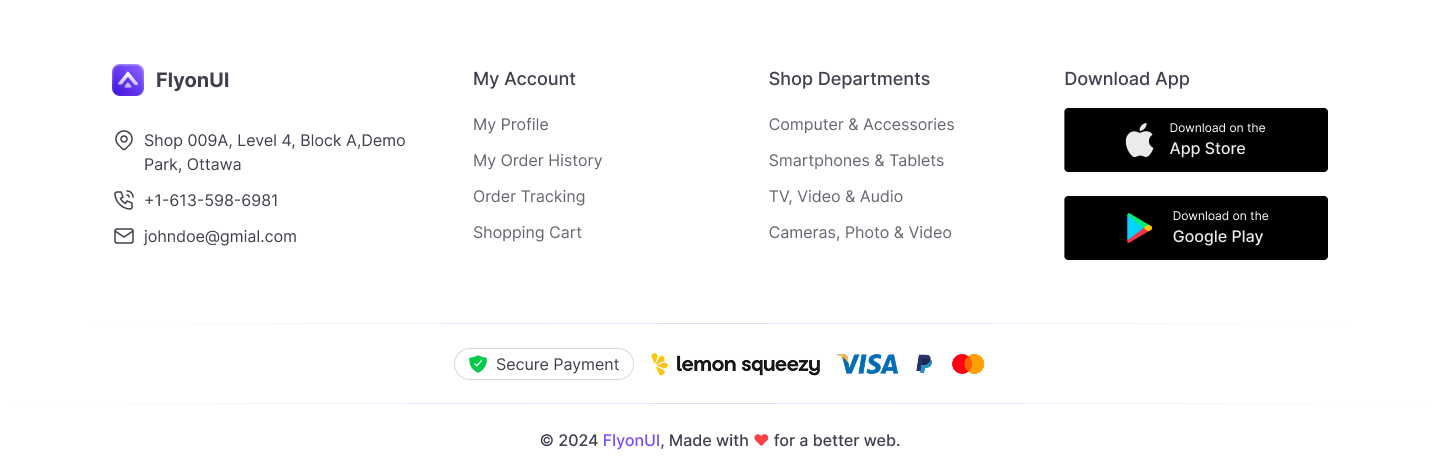 FlyonUI
Shop 009A, Level 4, Block A,Demo
Park, Ottawa
+1-613-598-6981
johndoe@gmial.com
My Account
My Profile
My Order History
Order Tracking
Shopping Cart
Shop Departments
Computer & Accessories
Smartphones & Tablets
TV, Video & Audio
Cameras, Photo & Video
Download App
Download on the
App Store
Download on the
Google Play
Secure Payment
lemon squeezy
VISA
© 2024 FlyonUI, Made with ❤ for a better web.